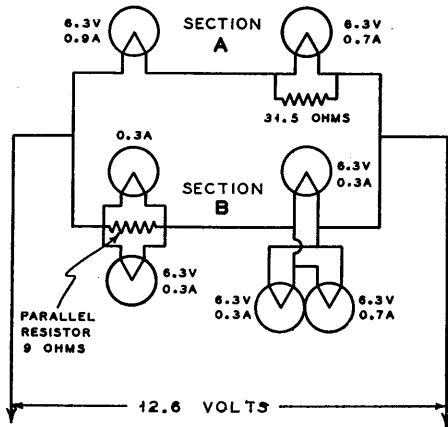 6.3V
0.9A
SECTION
A
6.3V
0.7A
31.5 OHMS
0.3A
SECTION
B
6.3V
0.3A
6.3V
0.3A
PARALLEL
RESISTOR
9 OHMS
6.3V
0.3A
6.3V
0.7A
12.6 VOLTS